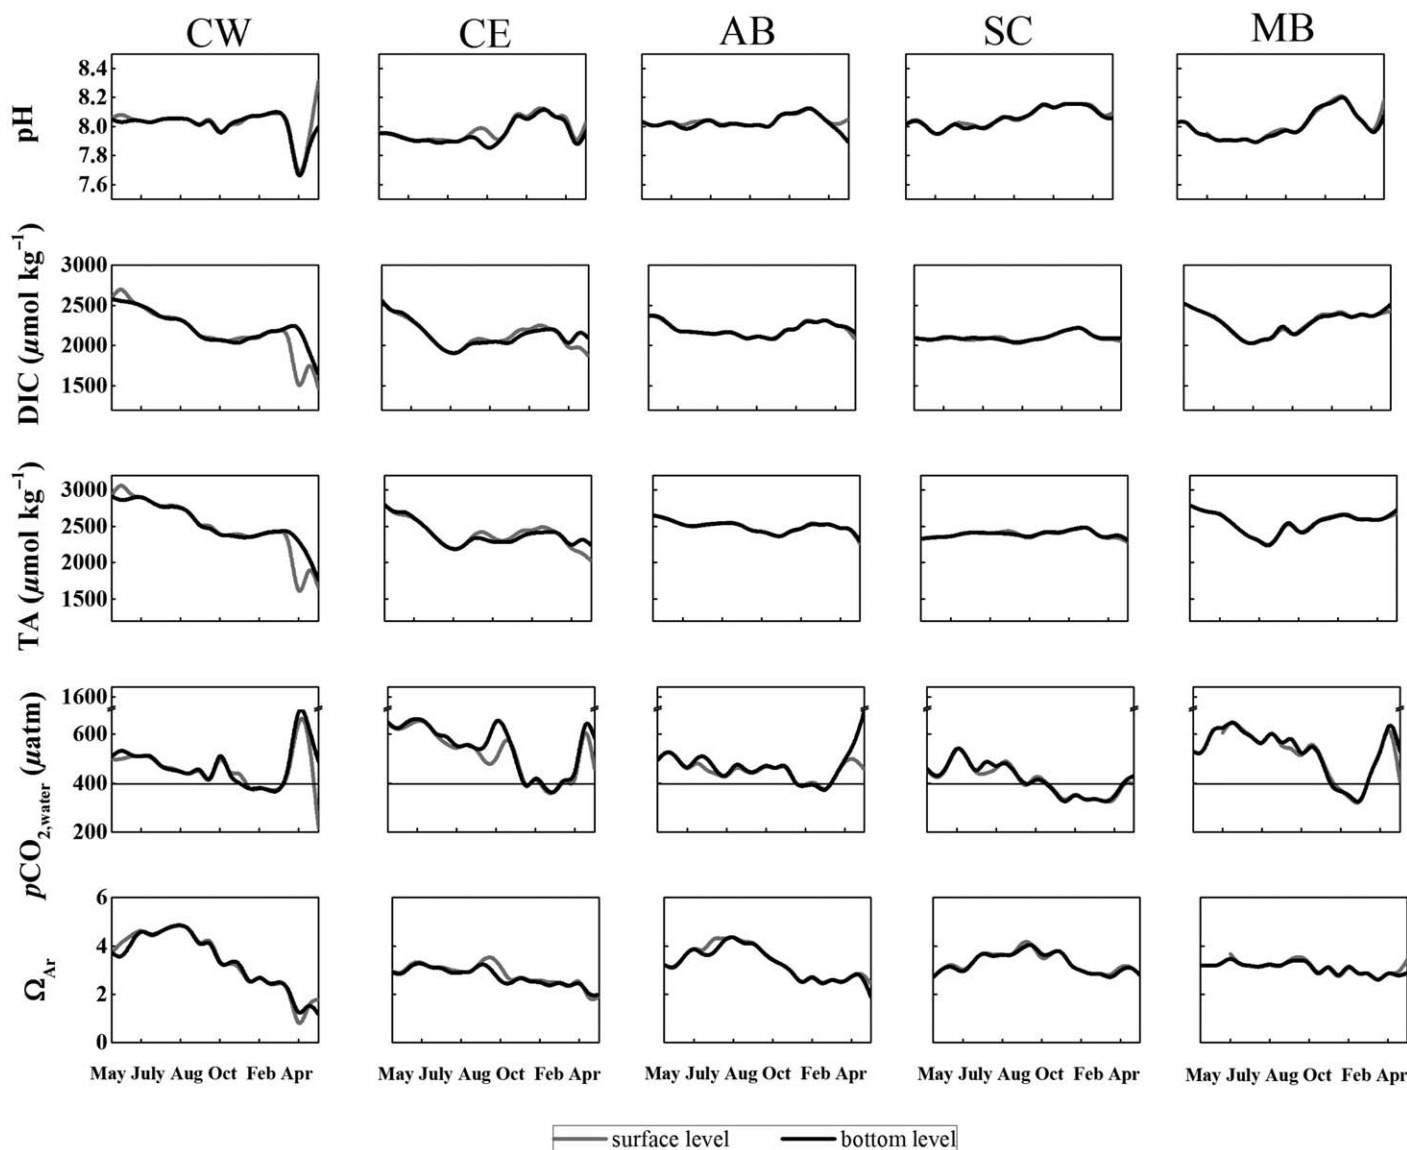 CW CE AB SC MB
pH
8.4
8.2
8.0
7.8
7.6
DIC (µmol kg⁻¹)
3000
2500
2000
1500
TA (µmol kg⁻¹)
3000
2500
2000
1500
pCO₂,water (µatm)
1600
600
400
200
Ω_Ar
6
4
2
0
May July Aug Oct Feb Apr May July Aug Oct Feb Apr May July Aug Oct Feb Apr May July Aug Oct Feb Apr May July Aug Oct Feb Apr
surface level bottom level